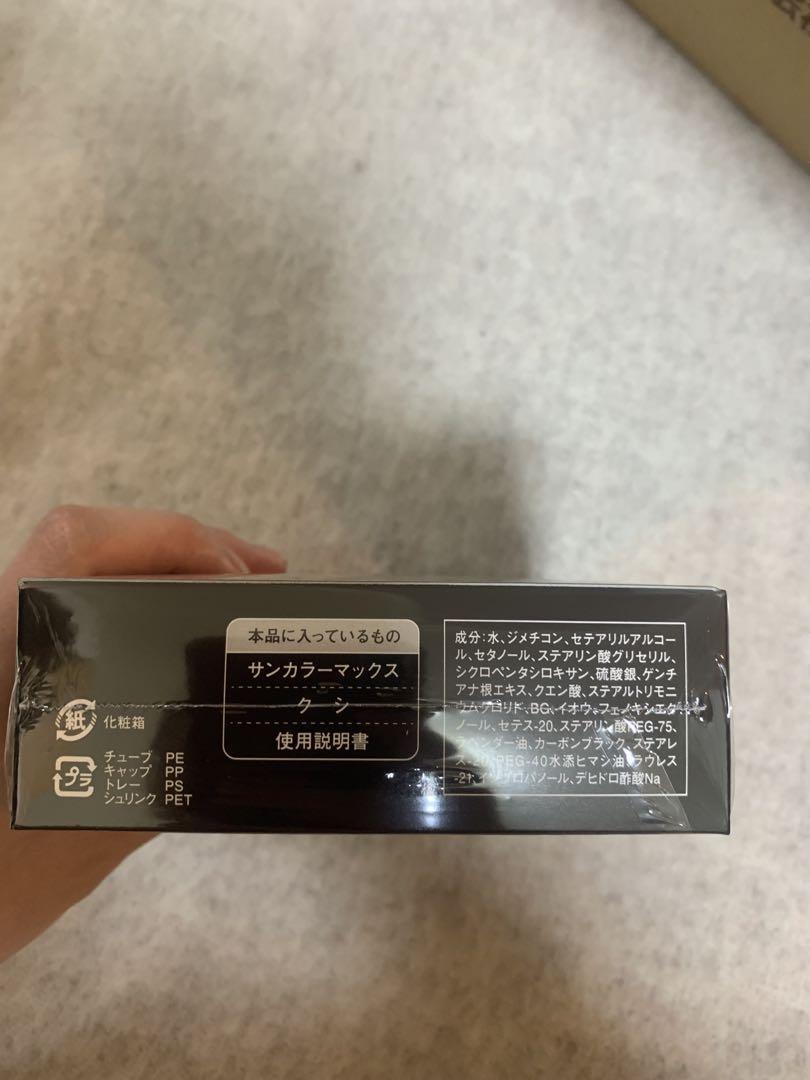 紙
化粧箱
プラ
チューブ PE
キャップ PP
トレー PS
シュリンク PET
本品に入っているもの
サンカラーマックス
クシ
使用説明書
成分:水、ジメチコン、セテアリルアルコー
ル、セタノール、ステアリン酸グリセリル、
シクロペンタシロキサン、硫酸銀、ゲンチ
アナ根エキス、クエン酸、ステアルトリモニ
ウムクロリド、BG、イオウ、フェノキシエタ
ノール、セテス-20、ステアリン酸PEG-75、
ラベンダー油、カーボンブラック、ステアレ
ス-20、PEG-40水添ヒマシ油、ラウレス
-21、イソプロパノール、デヒドロ酢酸Na